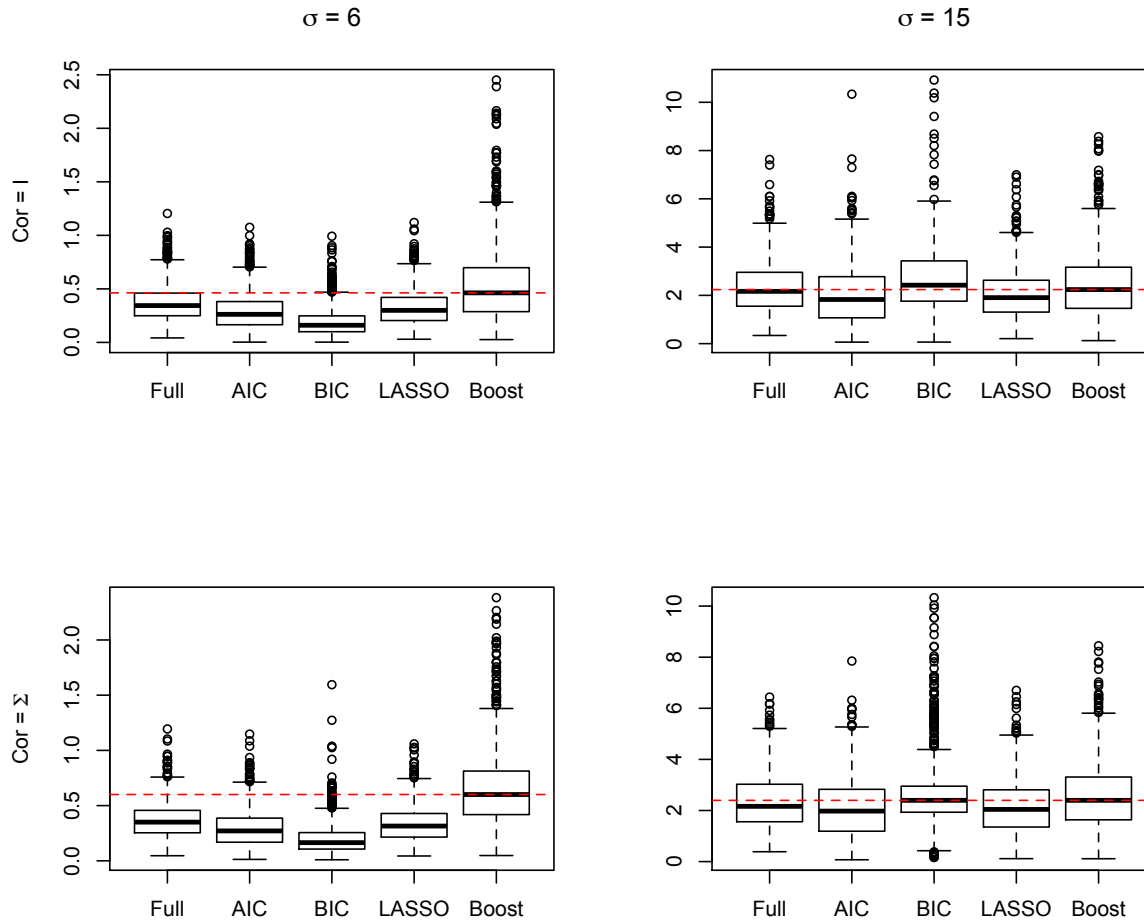 σ = 6
σ = 15
Cor = I
2.5
2.0
1.5
1.0
0.5
0.0
Full AIC BIC LASSO Boost
10
8
6
4
2
0
Full AIC BIC LASSO Boost
Cor = Σ
2.0
1.5
1.0
0.5
0.0
Full AIC BIC LASSO Boost
10
8
6
4
2
0
Full AIC BIC LASSO Boost